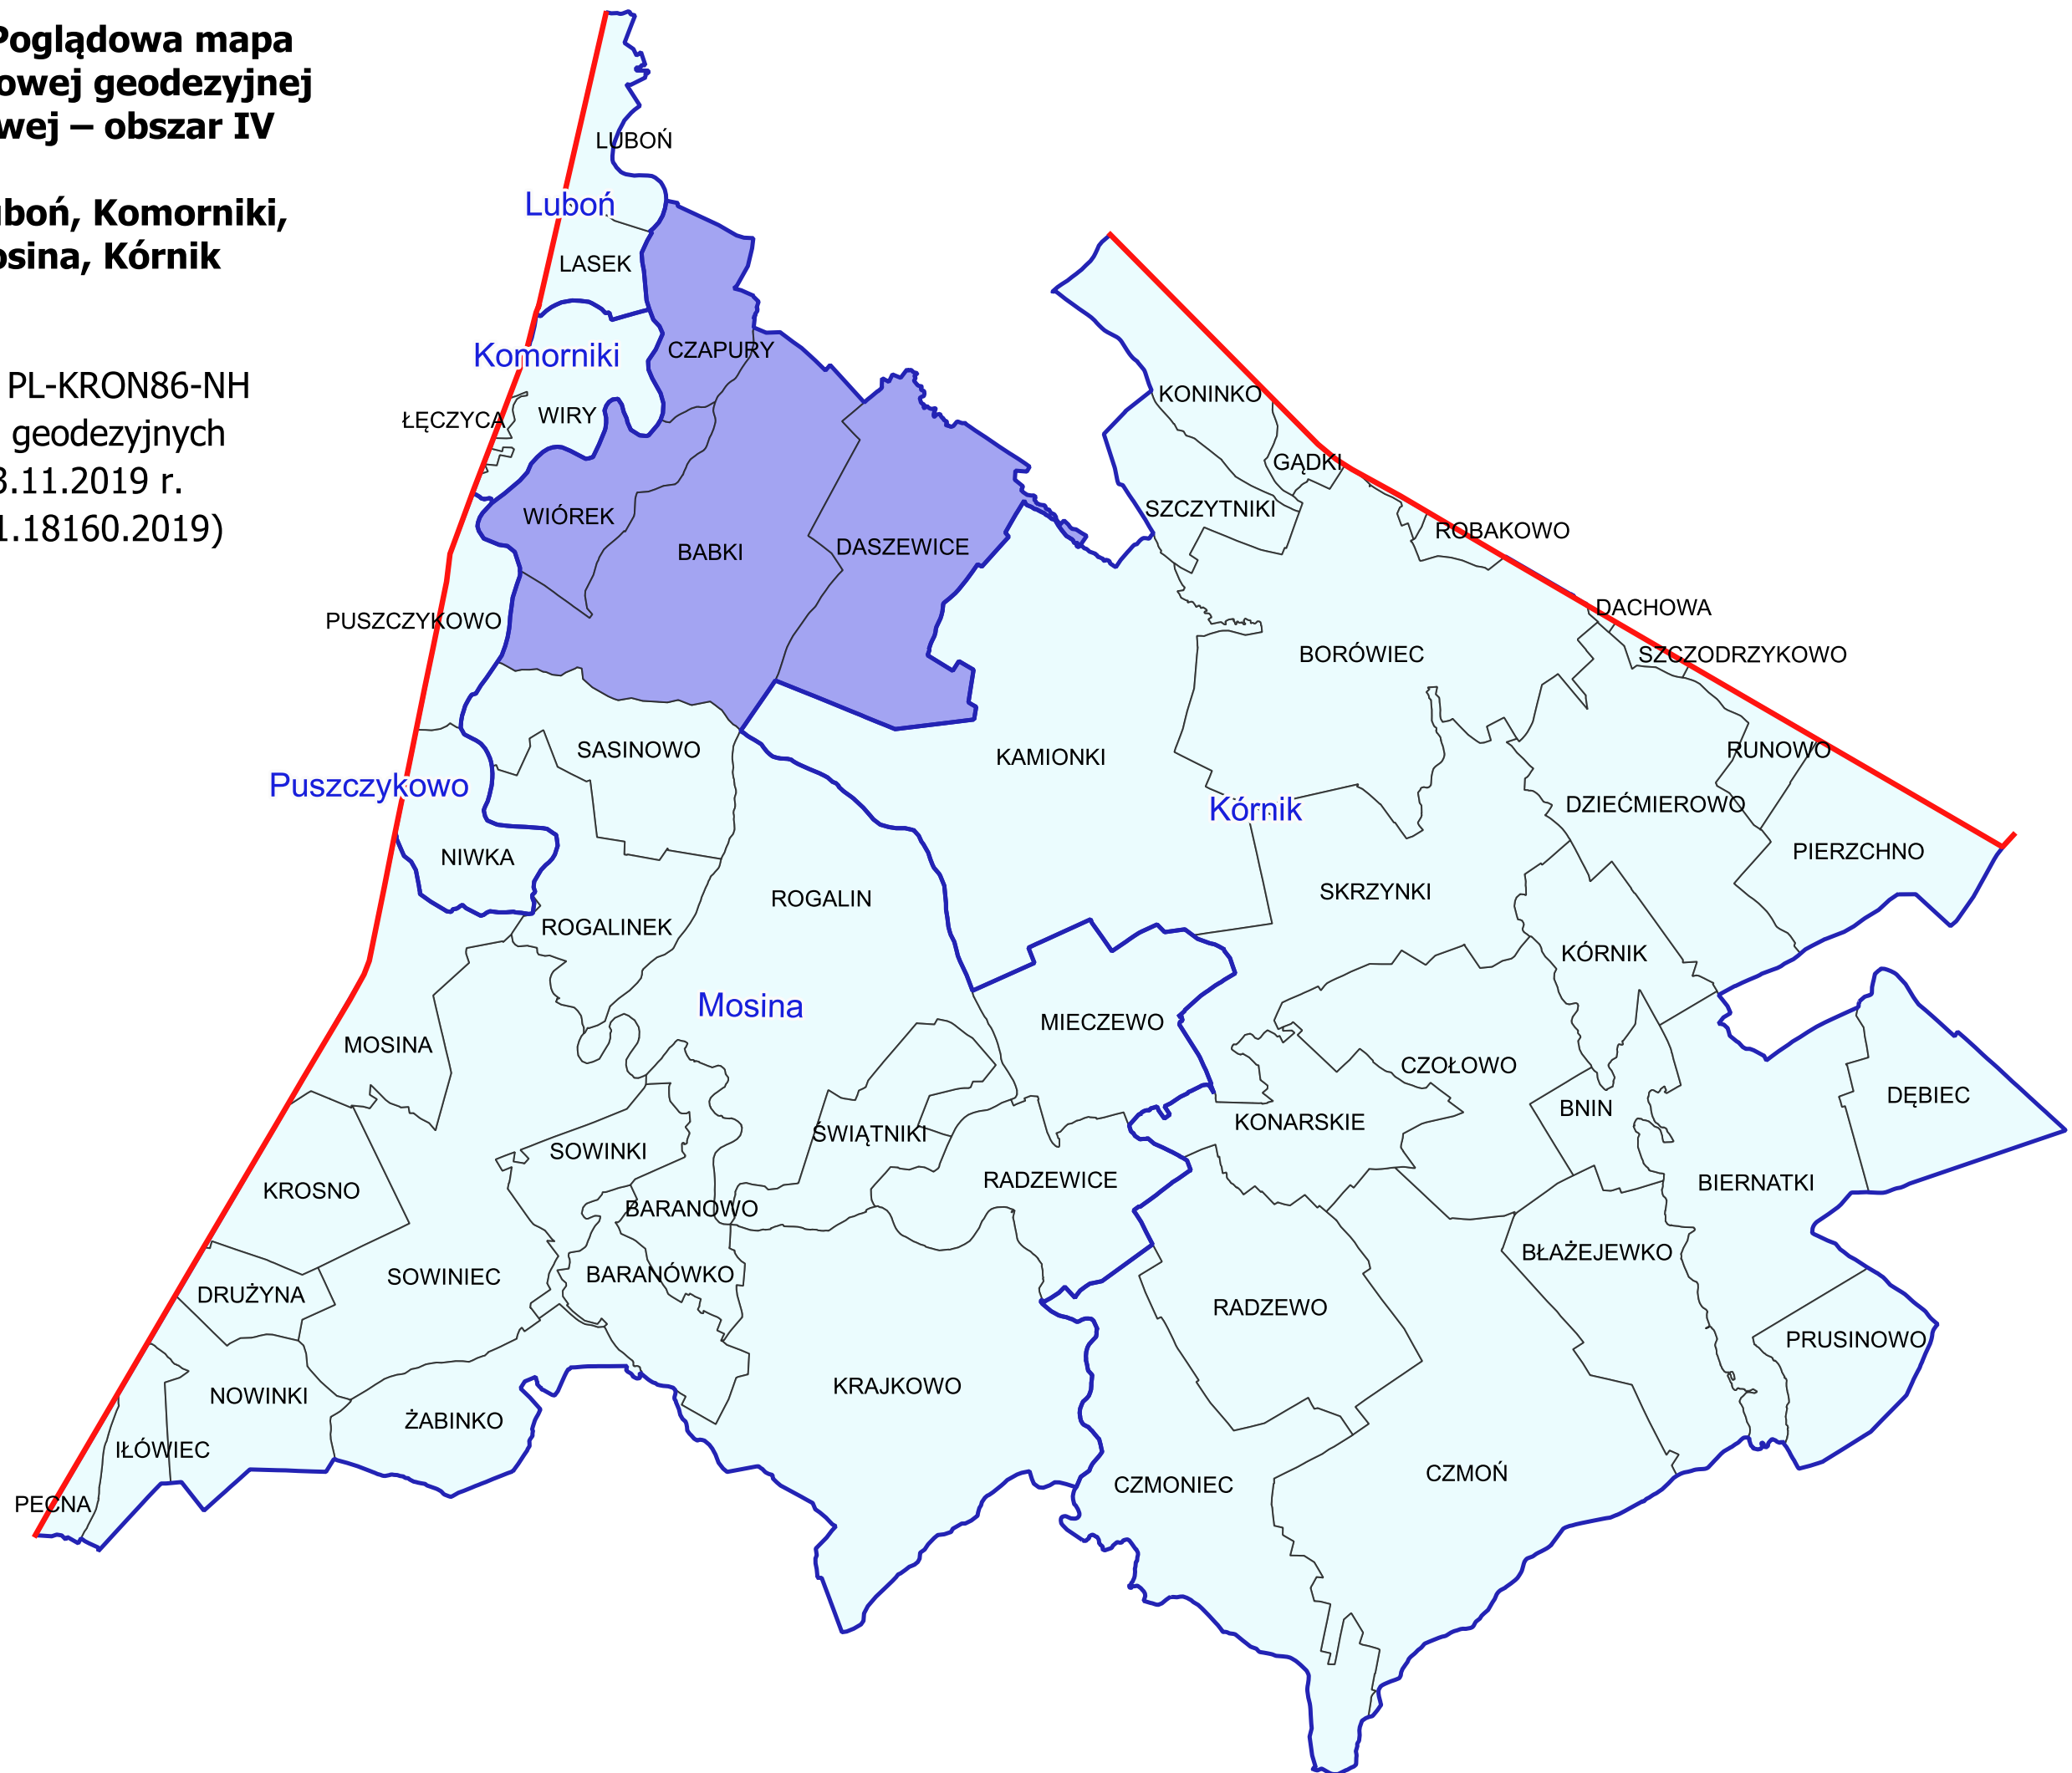 Poglądowa mapa
owej geodezyjnej
wej – obszar IV
uboń, Komorniki,
osina, Kórnik
PL-KRON86-NH
geodezyjnych
3.11.2019 r.
1.18160.2019)
LUBOŃ
Luboń
LASEK
Komorniki
CZAPURY
ŁĘCZYCA
WIRY
KONINKO
GĄDKI
SZCZYTNIKI
WIÓREK
ROBAKOWO
BABKI
DASZEWICE
DACHOWA
PUSZCZYKOWO
BORÓWIEC
SZCZODRZYKOWO
SASINOWO
KAMIONKI
RUNOWO
Puszczykowo
Kórnik
DZIEĆMIEROWO
NIWKA
PIERZCHNO
ROGALIN
SKRZYNKI
ROGALINEK
KÓRNIK
Mosina
MIECZEWO
MOSINA
CZOŁOWO
DĘBIEC
BNIN
KONARSKIE
ŚWIĄTNIKI
SOWINKI
RADZEWICE
BIERNATKI
KROSNO
BARANOWO
BŁAŻEJEWKO
SOWINIEC
BARANÓWKO
DRUŻYNA
RADZEWO
PRUSINOWO
NOWINKI
KRAJKOWO
ŻABINKO
IŁÓWIEC
CZMOŃ
CZMONIEC
PECNA